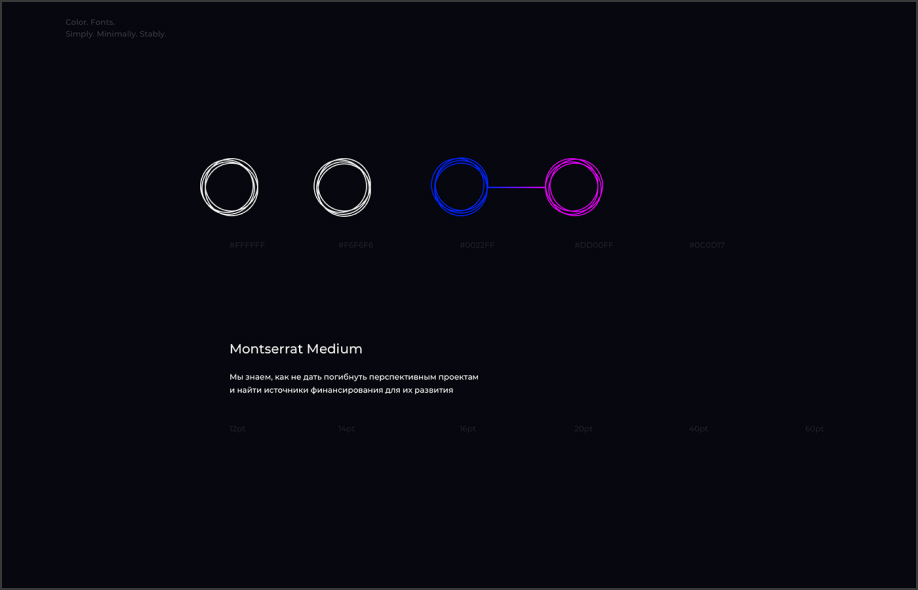 Color. Fonts.
Simply. Minimally. Stably.
#FFFFFF
#F6F6F6
#0022FF
#DD00FF
#0C0D17
Montserrat Medium
Мы знаем, как не дать погибнуть перспективным проектам
и найти источники финансирования для их развития
12pt
14pt
16pt
20pt
40pt
60pt